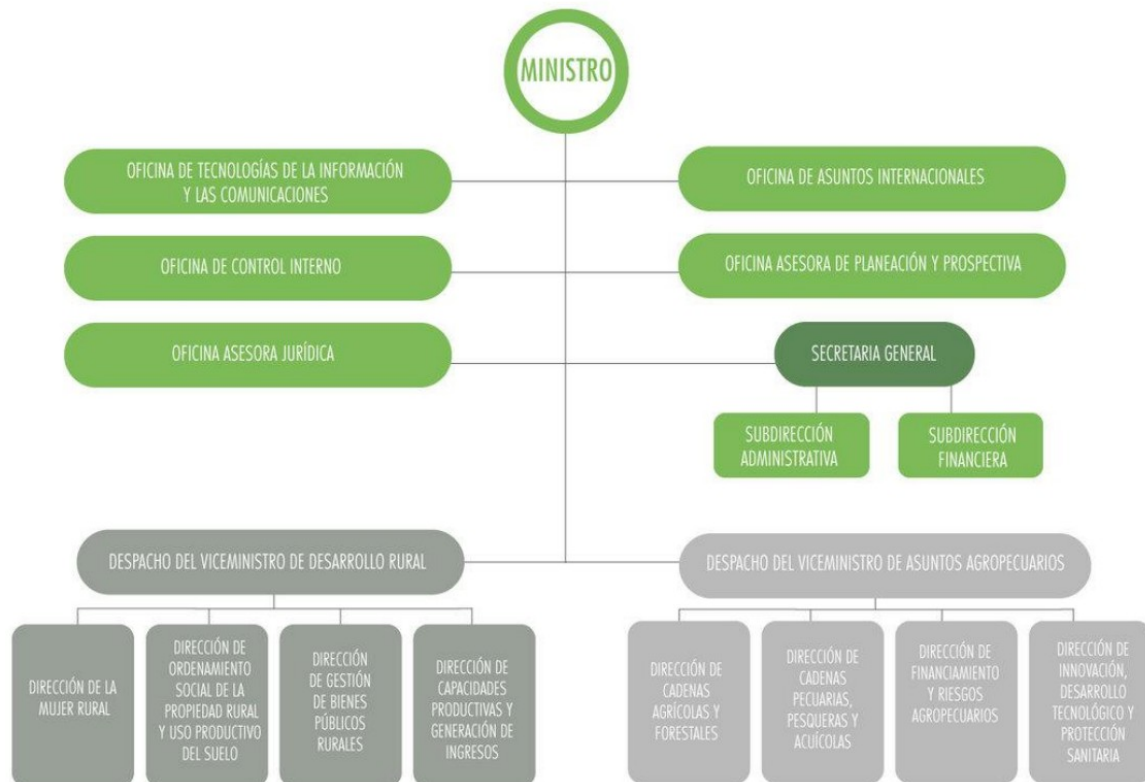 MINISTRO
OFICINA DE TECNOLOGÍAS DE LA INFORMACIÓN
Y LAS COMUNICACIONES
OFICINA DE ASUNTOS INTERNACIONALES
OFICINA DE CONTROL INTERNO
OFICINA ASESORA DE PLANEACIÓN Y PROSPECTIVA
OFICINA ASESORA JURÍDICA
SECRETARIA GENERAL
SUBDIRECCIÓN
ADMINISTRATIVA
SUBDIRECCIÓN
FINANCIERA
DESPACHO DEL VICEMINISTRO DE DESARROLLO RURAL
DIRECCIÓN DE LA
MUJER RURAL
DIRECCIÓN DE
ORDENAMIENTO
SOCIAL DE LA
PROPIEDAD RURAL
Y USO PRODUCTIVO
DEL SUELO
DIRECCIÓN
DE GESTIÓN
DE BIENES
PÚBLICOS
RURALES
DIRECCIÓN DE
CAPACIDADES
PRODUCTIVAS Y
GENERACIÓN DE
INGRESOS
DESPACHO DEL VICEMINISTRO DE ASUNTOS AGROPECUARIOS
DIRECCIÓN DE
CADENAS
AGRÍCOLAS Y
FORESTALES
DIRECCIÓN DE
CADENAS
PECUARIAS,
PESQUERAS Y
ACUÍCOLAS
DIRECCIÓN DE
FINANCIAMIENTO
Y RIESGOS
AGROPECUARIOS
DIRECCIÓN DE
INNOVACIÓN,
DESARROLLO
TECNOLÓGICO Y
PROTECCIÓN
SANITARIA